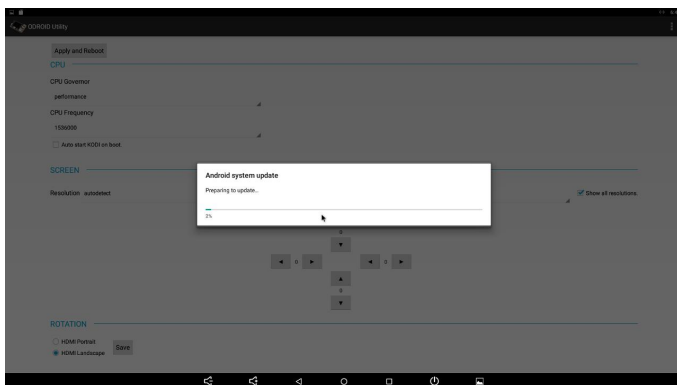 ODROID Utility
Apply and Reboot
CPU
CPU Governor
performance
CPU Frequency
1536000
Auto start KODI on boot.
SCREEN
Resolution autodetect
Show all resolutions
Android system update
Preparing to update..
2%
0 0
0
ROTATION
HDMI Portrait
HDMI Landscape
Save